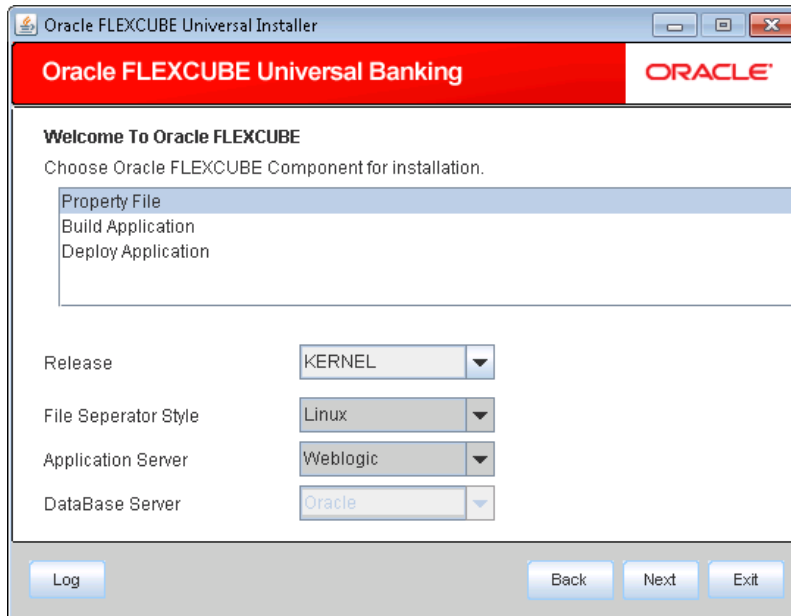 Oracle FLEXCUBE Universal Installer
Oracle FLEXCUBE Universal Banking
ORACLE
Welcome To Oracle FLEXCUBE
Choose Oracle FLEXCUBE Component for installation.
Property File
Build Application
Deploy Application
Release KERNEL
File Seperator Style Linux
Application Server Weblogic
DataBase Server Oracle
Log Back Next Exit